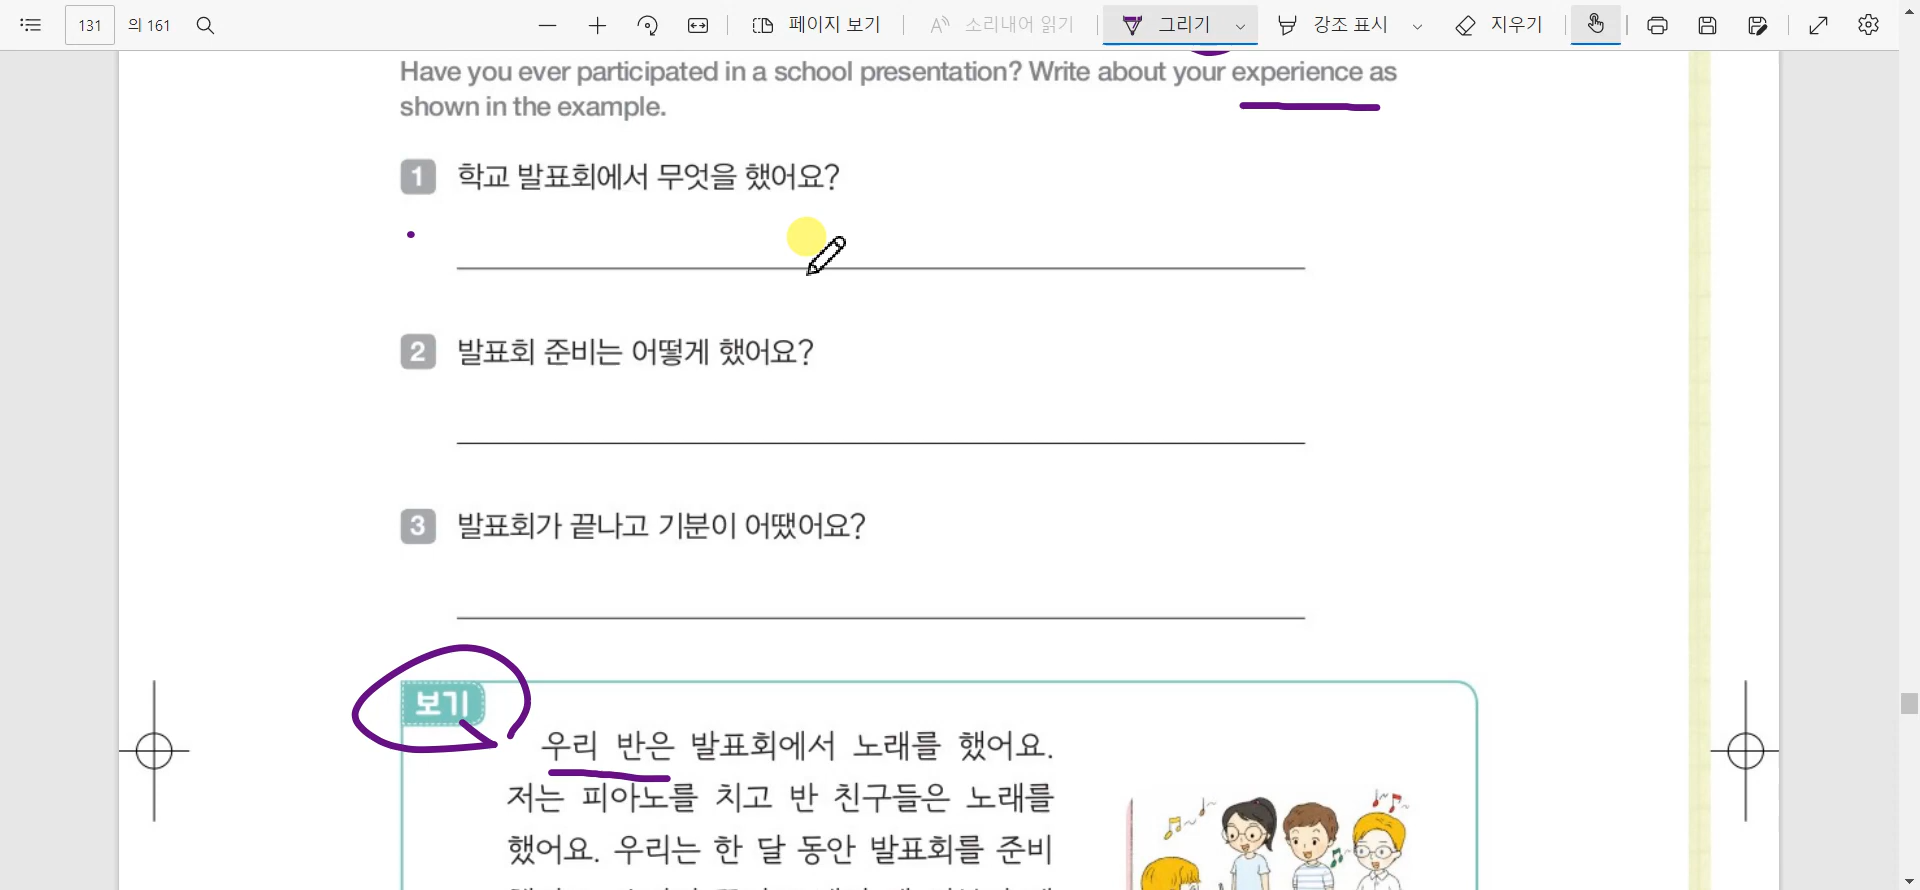 131 의 161 페이지 보기 A 소리내어 읽기 그리기 강조 표시 지우기
Have you ever participated in a school presentation? Write about your experience as
shown in the example.
1 학교 발표회에서 무엇을 했어요?
2 발표회 준비는 어떻게 했어요?
3 발표회가 끝나고 기분이 어땠어요?
보기
우리 반은 발표회에서 노래를 했어요.
저는 피아노를 치고 반 친구들은 노래를
했어요. 우리는 한 달 동안 발표회를 준비